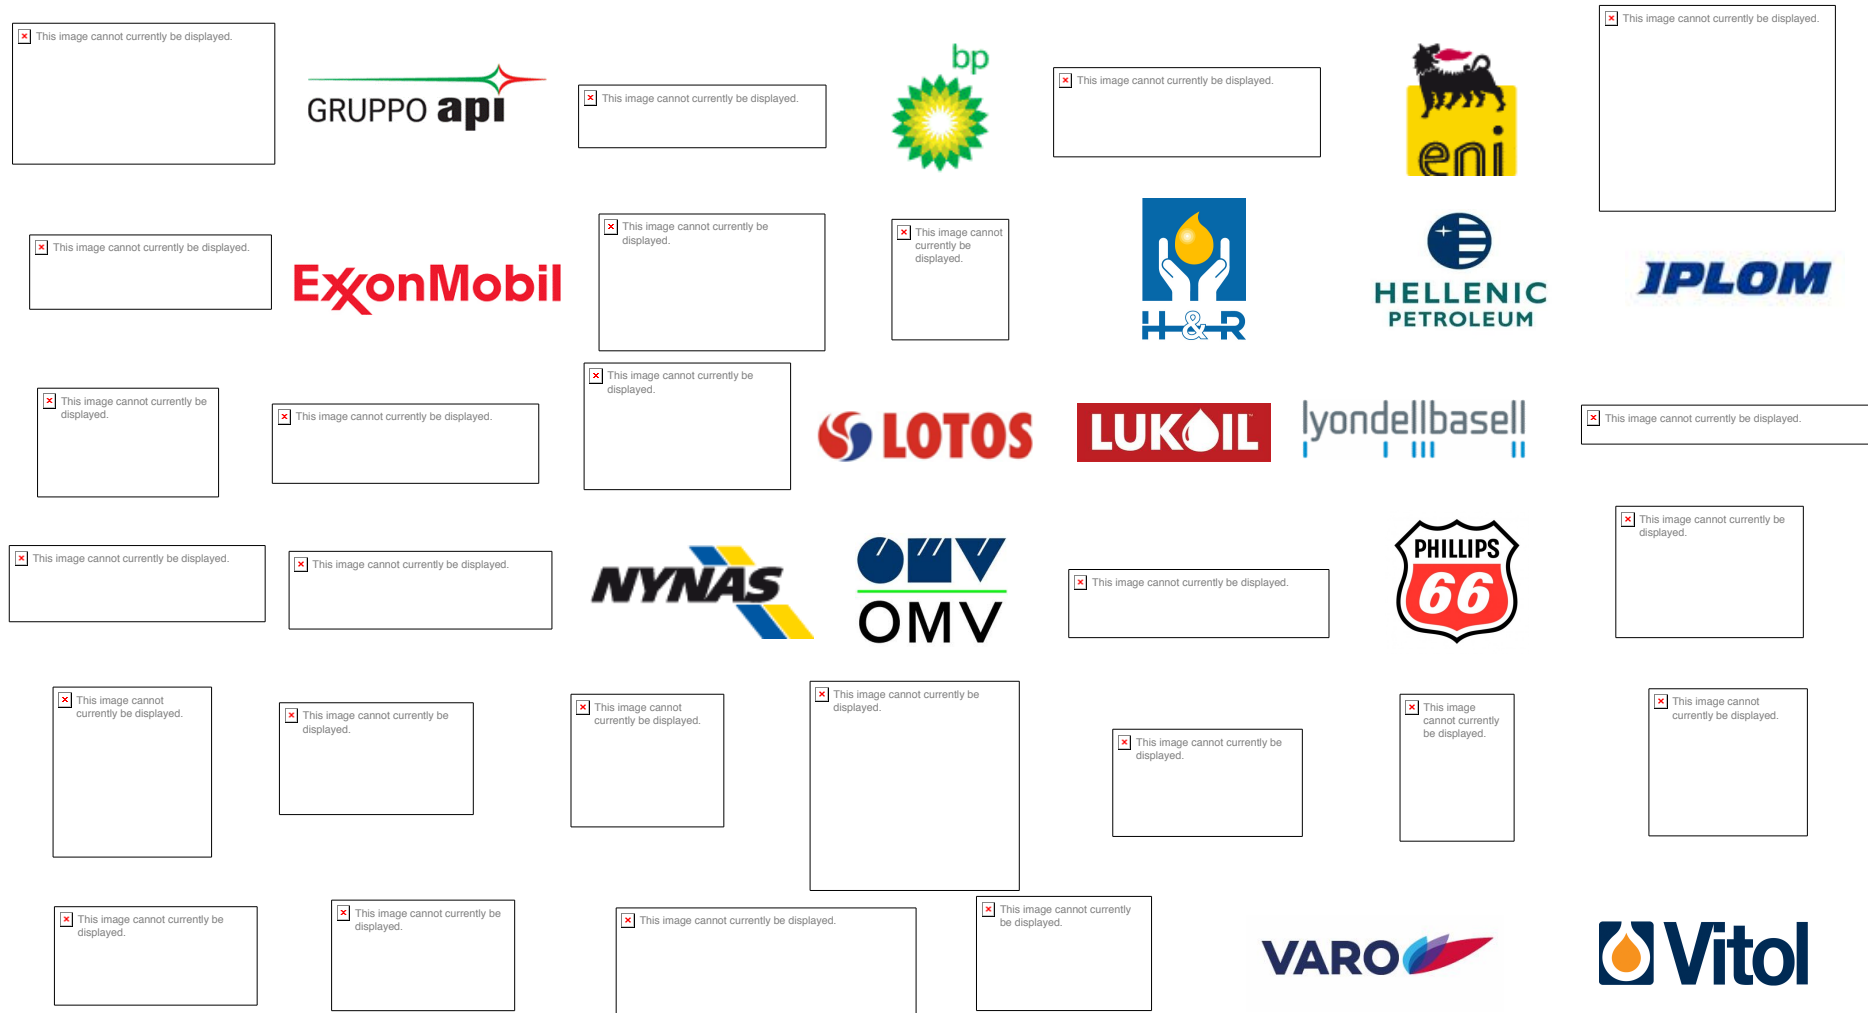 This image cannot currently be displayed.
GRUPPO api
This image cannot currently be displayed.
bp
This image cannot currently be displayed.
eni
This image cannot currently be displayed.
This image cannot currently be displayed.
ExxonMobil
This image cannot currently be
displayed.
This image cannot
currently be
displayed.
H&R
HELLENIC
PETROLEUM
IPLOM
This image cannot currently be
displayed.
This image cannot currently be displayed.
This image cannot currently be
displayed.
LOTOS
LUKOIL
lyondellbasell
This image cannot currently be displayed.
This image cannot currently be displayed.
This image cannot currently be displayed.
NYNAS
OMV
OMV
This image cannot currently be displayed.
PHILLIPS
66
This image cannot currently be
displayed.
This image cannot
currently be displayed.
This image cannot currently be
displayed.
This image cannot
currently be displayed.
This image cannot currently be
displayed.
This image cannot currently be
displayed.
This image
cannot currently
be displayed.
This image cannot
currently be displayed.
This image cannot currently be
displayed.
This image cannot currently be
displayed.
This image cannot currently be displayed.
This image cannot currently
be displayed.
VARO
Vitol